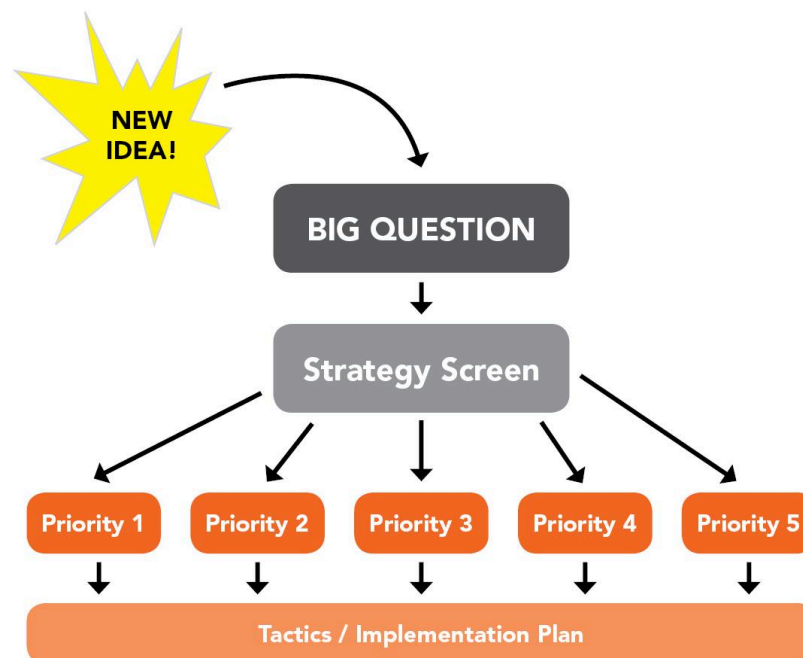 NEW
IDEA!
BIG QUESTION
Strategy Screen
Priority 1
Priority 2
Priority 3
Priority 4
Priority 5
Tactics / Implementation Plan